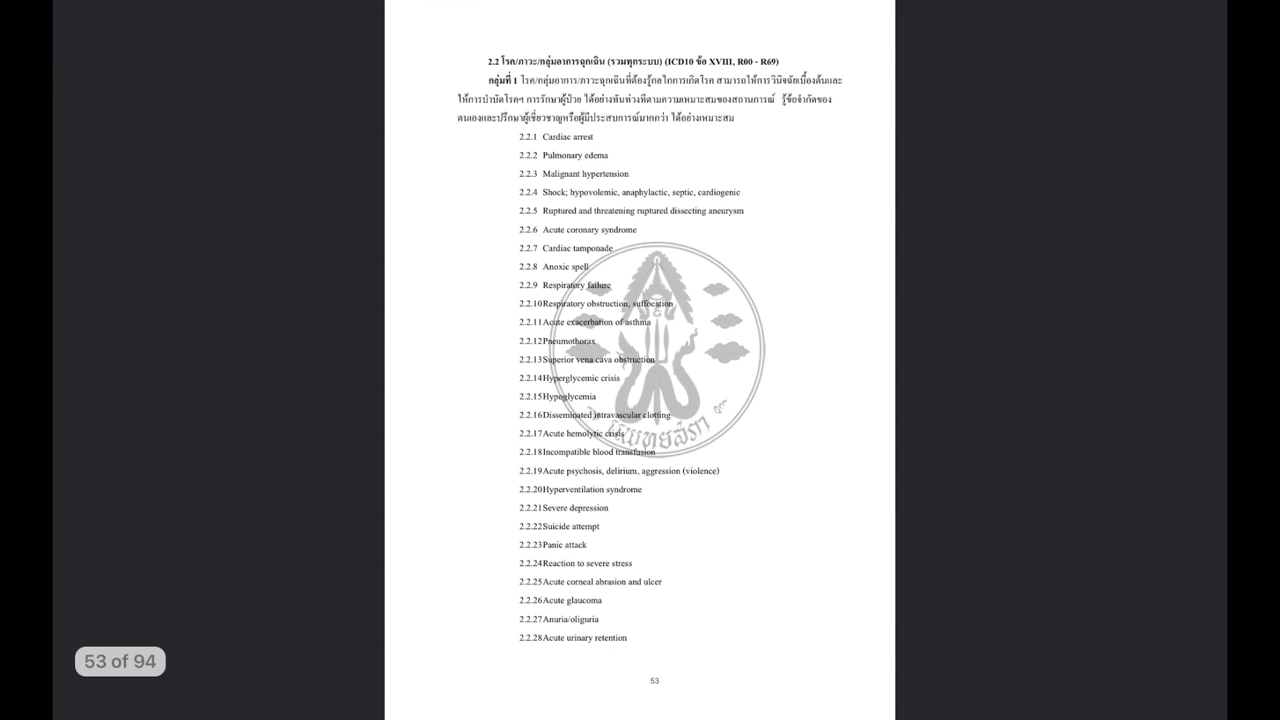 2.2 โรค/ภาวะ/กลุ่มอาการฉุกเฉิน (รวมทุกระบบ) (ICD10 ข้อ XVIII, R00 - R69)
กลุ่มที่ 1 โรค/กลุ่มอาการ/ภาวะฉุกเฉินที่ต้องรู้กลไกการเกิดโรค สามารถให้การวินิจฉัยเบื้องต้นและ
ให้การบำบัดโรคฯ การรักษาผู้ป่วย ได้อย่างทันท่วงทีตามความเหมาะสมของสถานการณ์ รู้ข้อจำกัดของ
ตนเองและปรึกษาผู้เชี่ยวชาญหรือผู้มีประสบการณ์มากกว่า ได้อย่างเหมาะสม
2.2.1 Cardiac arrest
2.2.2 Pulmonary edema
2.2.3 Malignant hypertension
2.2.4 Shock; hypovolemic, anaphylactic, septic, cardiogenic
2.2.5 Ruptured and threatening ruptured dissecting aneurysm
2.2.6 Acute coronary syndrome
2.2.7 Cardiac tamponade
2.2.8 Anoxic spell
2.2.9 Respiratory failure
2.2.10 Respiratory obstruction, suffocation
2.2.11 Acute exacerbation of asthma
2.2.12 Pneumothorax
2.2.13 Superior vena cava obstruction
2.2.14 Hyperglycemic crisis
2.2.15 Hypoglycemia
2.2.16 Disseminated intravascular clotting
2.2.17 Acute hemolytic crisis
2.2.18 Incompatible blood transfusion
2.2.19 Acute psychosis, delirium, aggression (violence)
2.2.20 Hyperventilation syndrome
2.2.21 Severe depression
2.2.22 Suicide attempt
2.2.23 Panic attack
2.2.24 Reaction to severe stress
2.2.25 Acute corneal abrasion and ulcer
2.2.26 Acute glaucoma
2.2.27 Anuria/oliguria
2.2.28 Acute urinary retention
53 of 94
53